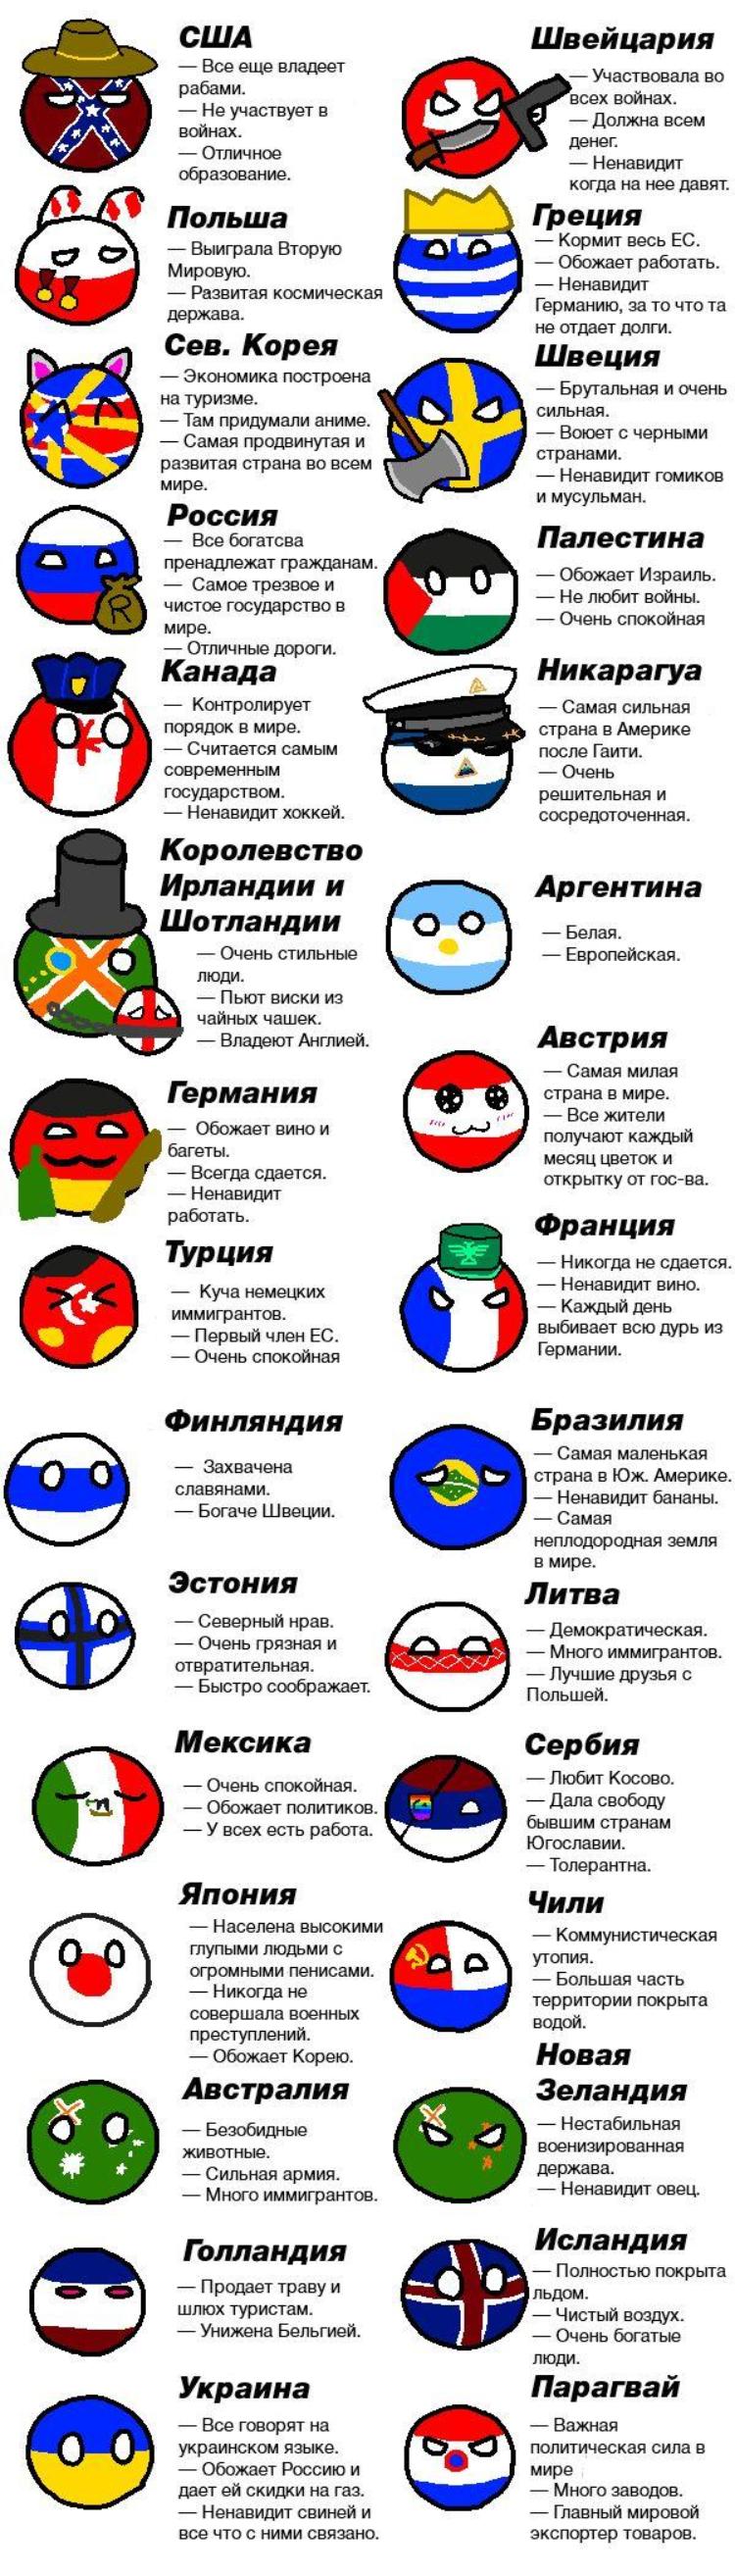 США
— Все еще владеет
рабами.
— Не участвует в
войнах.
— Отличное
образование.
Швейцария
— Участвовала во
всех войнах.
— Должна всем
денег.
— Ненавидит
когда на нее давят.
Польша
— Выиграла Вторую
Мировую.
— Развитая космическая
держава.
Греция
— Кормит весь ЕС.
— Обожает работать.
— Ненавидит
Германию, за то что та
не отдает долги.
Сев. Корея
— Экономика построена
на туризме.
— Там придумали аниме.
— Самая продвинутая и
развитая страна во всем
мире.
Швеция
— Брутальная и очень
сильная.
— Воюет с черными
странами.
— Ненавидит гомиков
и мусульман.
Россия
— Все богатсва
пренадлежат гражданам.
— Самое трезвое и
чистое государство в
мире.
— Отличные дороги.
R
Палестина
— Обожает Израиль.
— Не любит войны.
— Очень спокойная
Канада
— Контролирует
порядок в мире.
— Считается самым
современным
государством.
— Ненавидит хоккей.
Никарагуа
— Самая сильная
страна в Америке
после Гаити.
— Очень
решительная и
сосредоточенная.
Королевство
Ирландии и
Шотландии
— Очень стильные
люди.
— Пьют виски из
чайных чашек.
— Владеют Англией.
Аргентина
— Белая.
— Европейская.
Австрия
— Самая милая
страна в мире.
— Все жители
получают каждый
месяц цветок и
открытку от гос-ва.
Германия
— Обожает вино и
багеты.
— Всегда сдается.
— Ненавидит
работать.
Франция
— Никогда не сдается.
— Ненавидит вино.
— Каждый день
выбивает всю дурь из
Германии.
Турция
— Куча немецких
иммигрантов.
— Первый член ЕС.
— Очень спокойная
Финляндия
— Захвачена
славянами.
— Богаче Швеции.
Бразилия
— Самая маленькая
страна в Юж. Америке.
— Ненавидит бананы.
— Самая
неплодородная земля
в мире.
Эстония
— Северный нрав.
— Очень грязная и
отвратительная.
— Быстро соображает.
Литва
— Демократическая.
— Много иммигрантов.
— Лучшие друзья с
Польшей.
Мексика
— Очень спокойная.
— Обожает политиков.
— У всех есть работа.
Сербия
— Любит Косово.
— Дала свободу
бывшим странам
Югославии.
— Толерантна.
Япония
— Населена высокими
глупыми людьми с
огромными пенисами.
— Никогда не
совершала военных
преступлений.
— Обожает Корею.
Чили
— Коммунистическая
утопия.
— Большая часть
территории покрыта
водой.
Австралия
— Безобидные
животные.
— Сильная армия.
— Много иммигрантов.
Новая
Зеландия
— Нестабильная
военизированная
держава.
— Ненавидит овец.
Голландия
— Продает траву и
шлюх туристам.
— Унижена Бельгией.
Исландия
— Полностью покрыта
льдом.
— Чистый воздух.
— Очень богатые
люди.
Украина
— Все говорят на
украинском языке.
— Обожает Россию и
дает ей скидки на газ.
— Ненавидит свиней и
все что с ними связано.
Парагвай
— Важная
политическая сила в
мире
— Много заводов.
— Главный мировой
экспортер товаров.